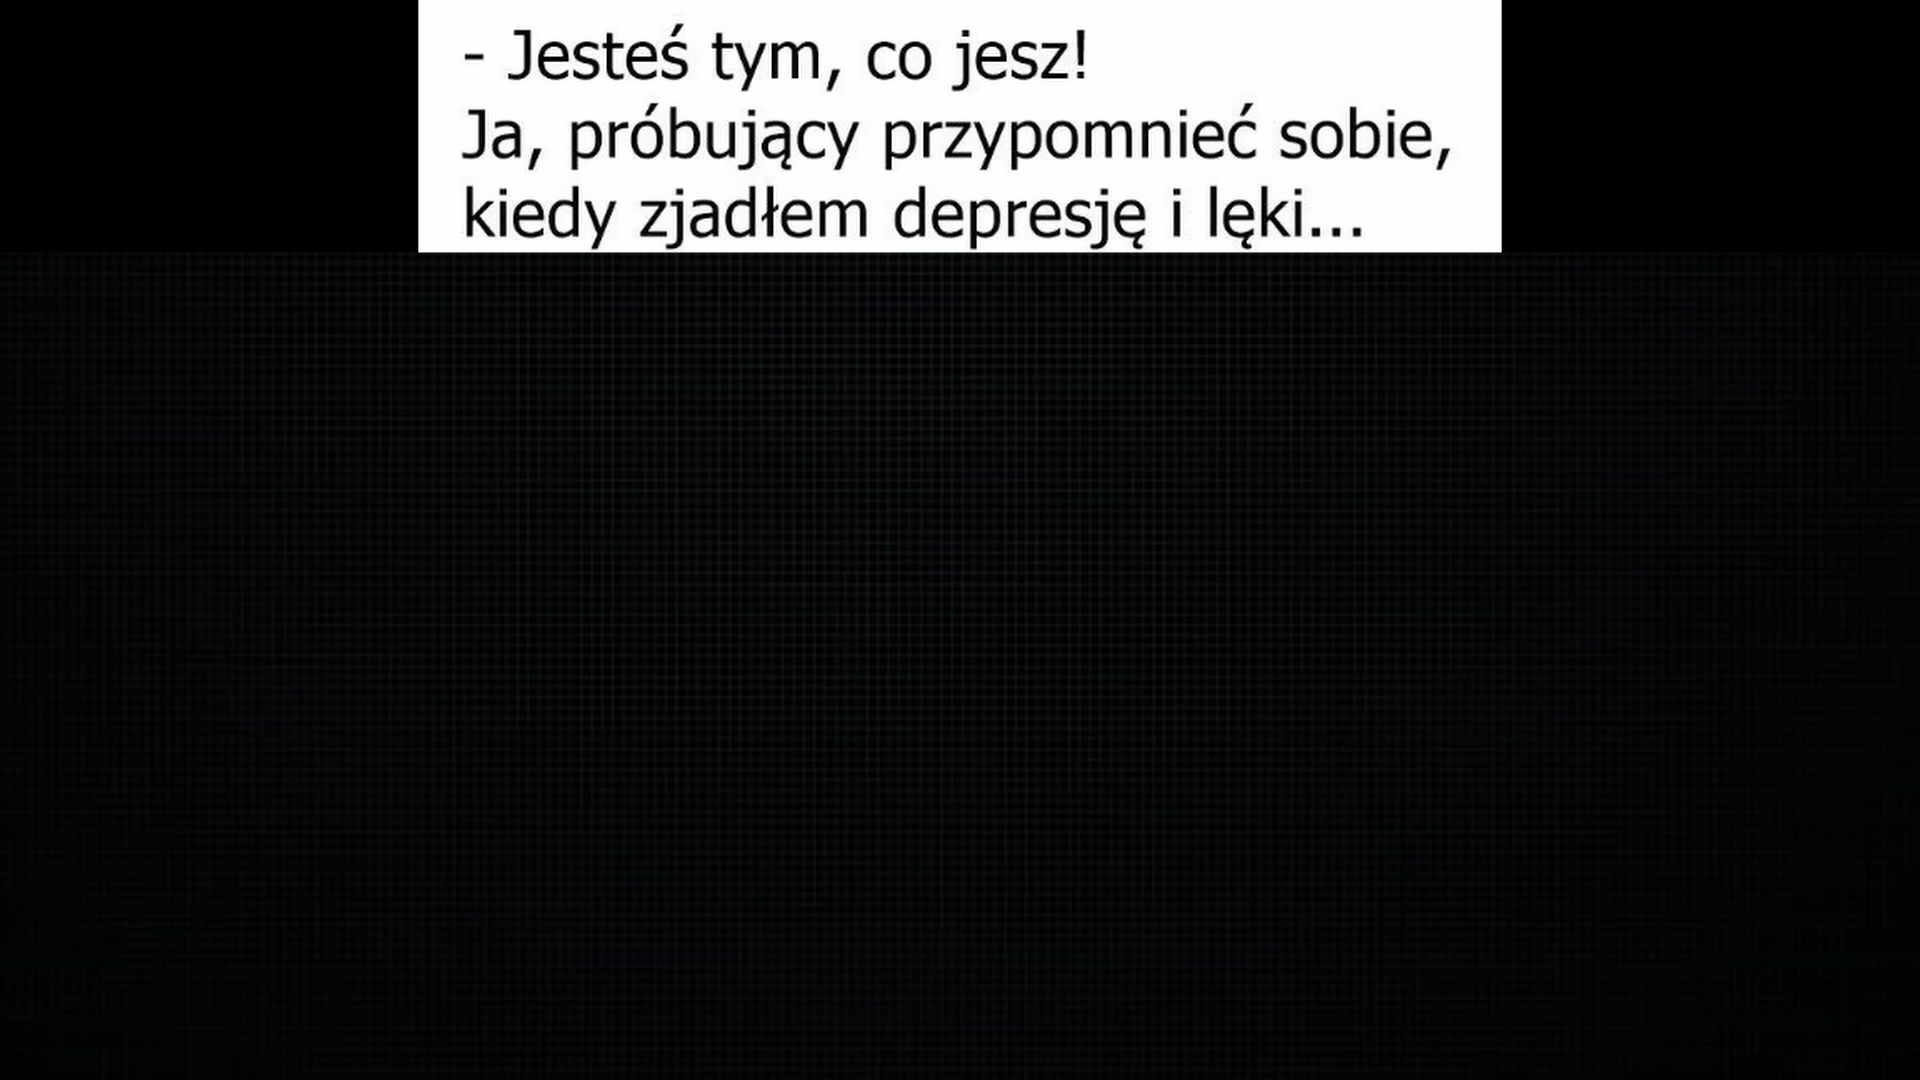 - Jesteś tym, co jesz!
Ja, próbujący przypomnieć sobie,
kiedy zjadłem depresję i lęki...